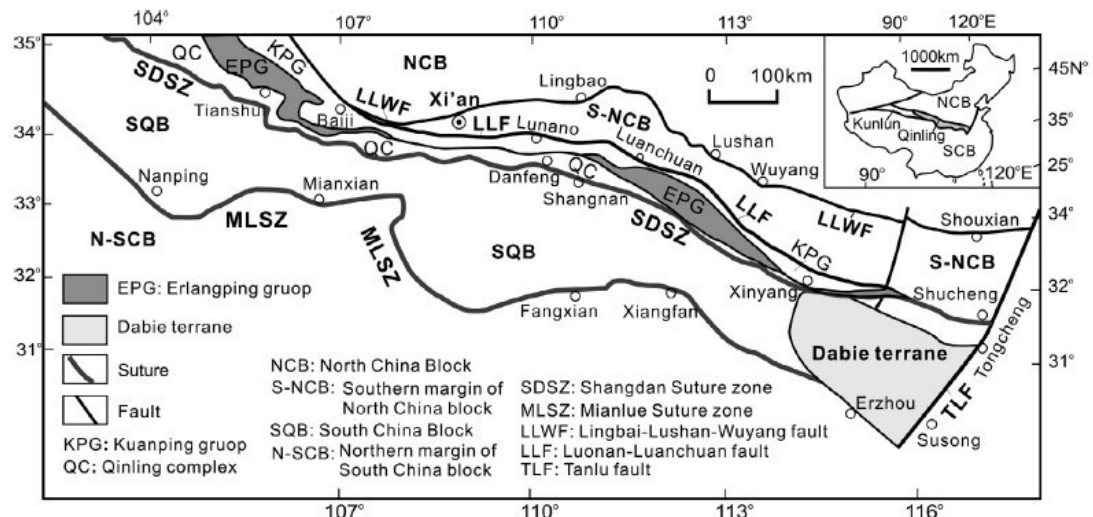 104° 107° 110° 113° 90° 120°E
35° QC EPG KPG NCB Lingbao 0 100km 1000km 45N°
SDSZ LLWF Xi'an S-NCB NCB
Tianshu Baiji LLF Lunano Luanchuan Lushan Kunlun Qinling 35°
SQB SCB
34° QC QC Wuyang 25°
Nanping Mianxian Danfeng Shangnan EPG LLF 90° 120°E
33° MLSZ SDSZ LLWF Shouxian 34°
N-SCB MLSZ SQB KPG S-NCB 33°
32° Xinyang Shucheng 32°
EPG: Erlangping gruop Fangxian Xiangfan Tongcheng
Dabie terrane Dabie terrane
31° 31°
Suture NCB: North China Block
S-NCB: Southern margin of
North China block
SDSZ: Shangdan Suture zone
Erzhou TLF
Fault MLSZ: Mianlue Suture zone
SQB: South China Block LLWF: Lingbai-Lushan-Wuyang fault Susong
KPG: Kuanping gruop N-SCB: Northern margin of
South China block
LLF: Luonan-Luanchuan fault
QC: Qinling complex TLF: Tanlu fault
107° 110° 113° 116°